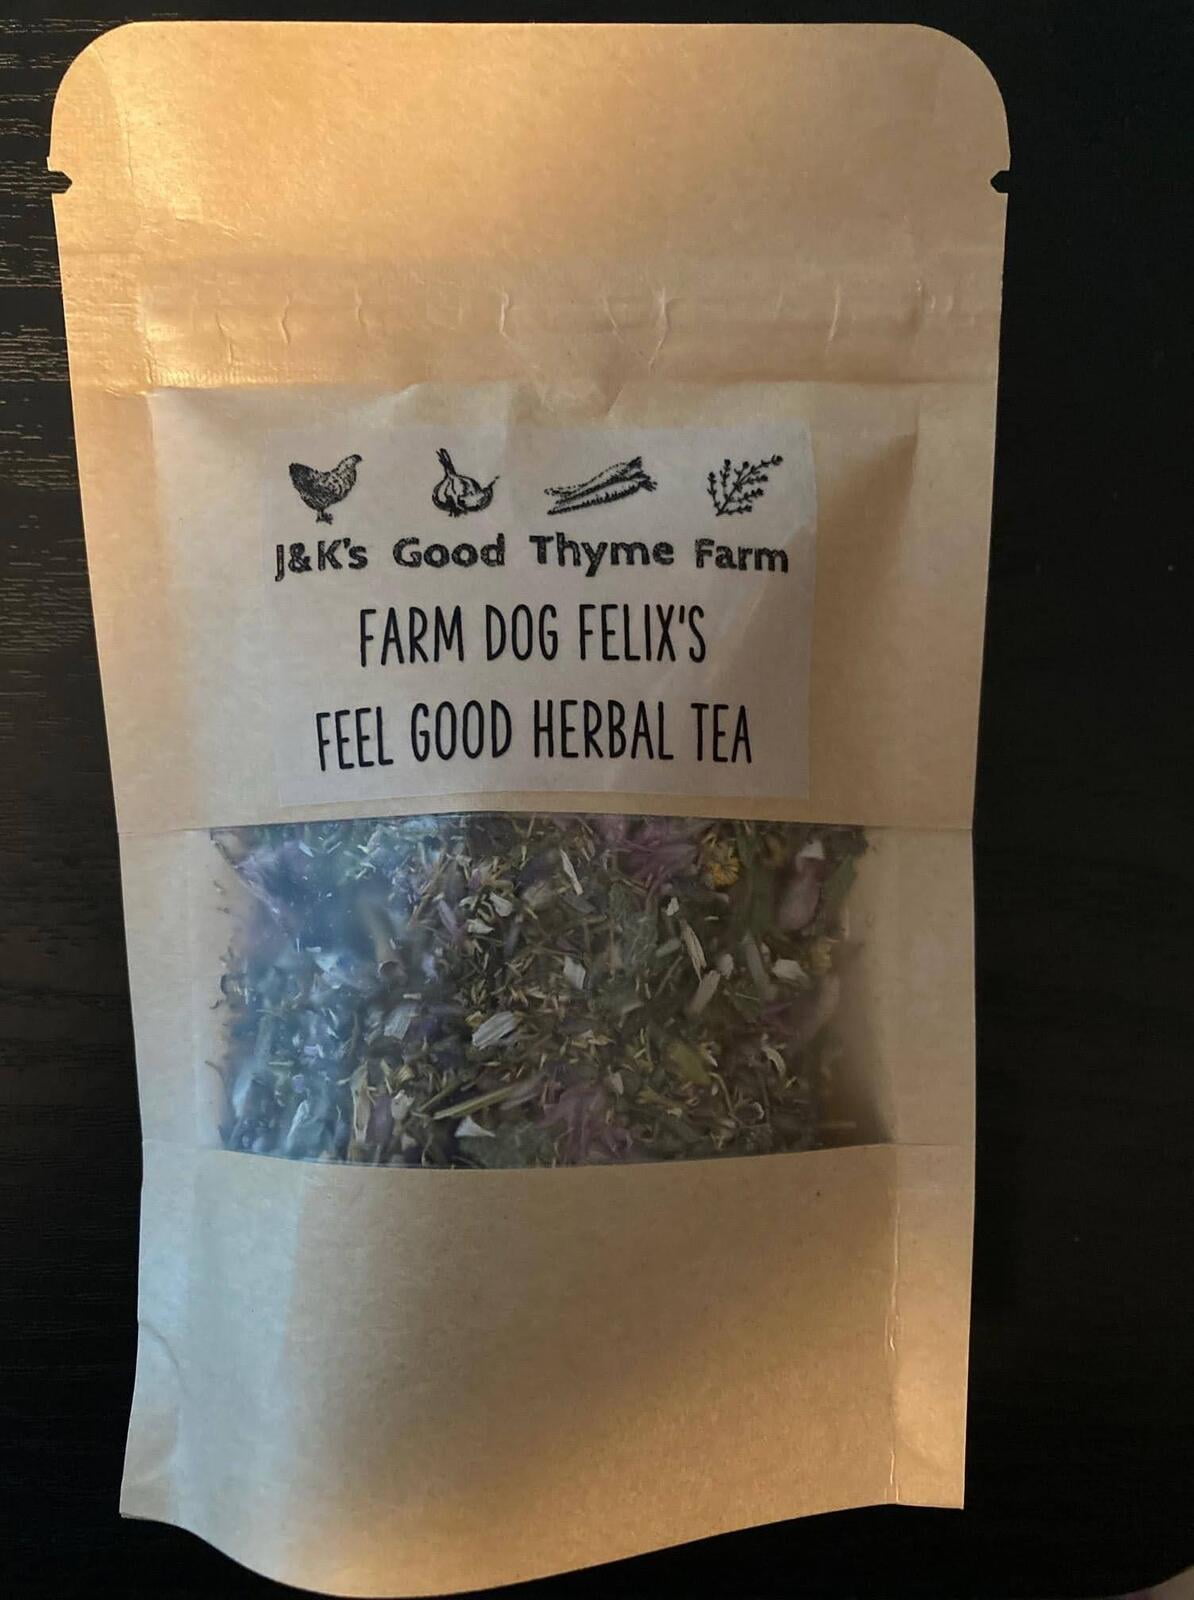 J&K's Good Thyme Farm
FARM DOG FELIX'S
FEEL GOOD HERBAL TEA